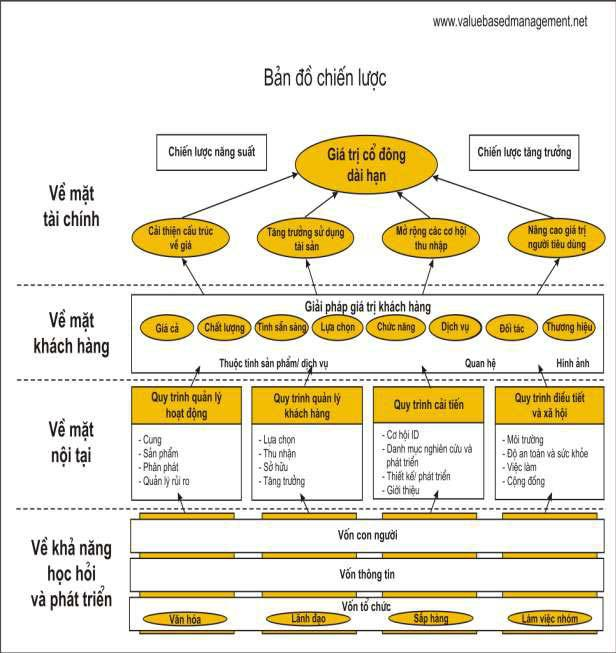 www.valuebasedmanagement.net
Bản đồ chiến lược
Chiến lược năng suất
Giá trị cổ đông
dài hạn
Chiến lược tăng trưởng
Về mặt
tài chính
Cải thiện cấu trúc
về giá
Tăng trưởng sử dụng
tài sản
Mở rộng các cơ hội
thu nhập
Nâng cao giá trị
người tiêu dùng
Về mặt
khách hàng
Giải pháp giá trị khách hàng
Giá cả
Chất lượng
Tính sẵn sàng
Lựa chọn
Chức năng
Dịch vụ
Đối tác
Thương hiệu
Thuộc tính sản phẩm/ dịch vụ
Quan hệ
Hình ảnh
Về mặt
nội tại
Quy trình quản lý
hoạt động
- Cung
- Sản phẩm
- Phân phát
- Quản lý rủi ro
Quy trình quản lý
khách hàng
- Lựa chọn
- Thu nhận
- Sở hữu
- Tăng trưởng
Quy trình cải tiến
- Cơ hội ID
- Danh mục nghiên cứu và
phát triển
- Thiết kế/ phát triển
- Giới thiệu
Quy trình điều tiết
và xã hội
- Môi trường
- Độ an toàn và sức khỏe
- Việc làm
- Cộng đồng
Về khả năng
học hỏi
và phát triển
Vốn con người
Vốn thông tin
Vốn tổ chức
Văn hóa
Lãnh đạo
Sắp hàng
Làm việc nhóm